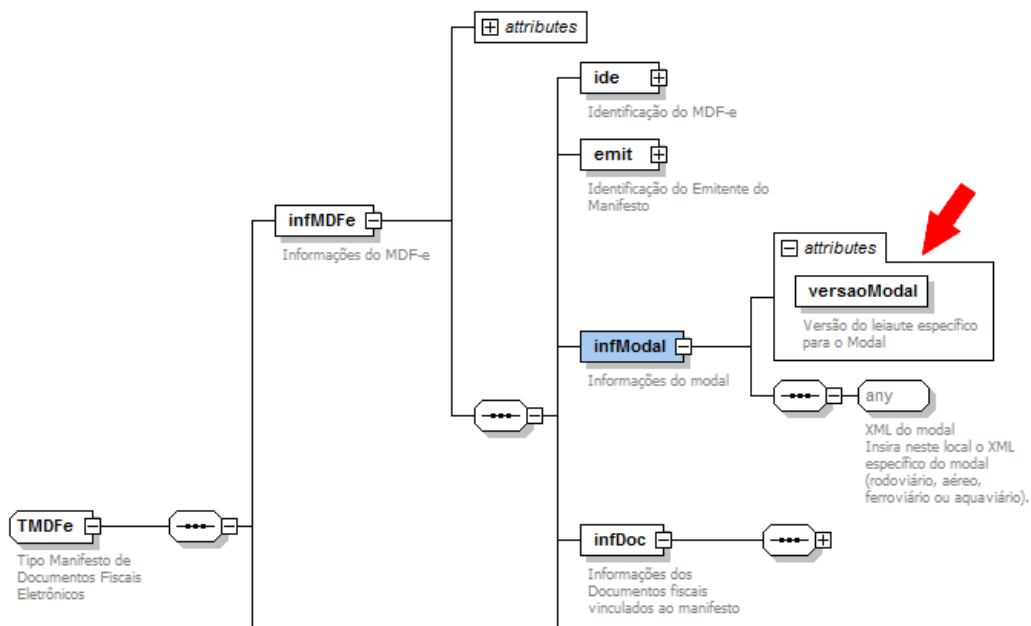 attributes
ide
Identificação do MDF-e
emit
Identificação do Emitente do
Manifesto
infMDFe
Informações do MDF-e
attributes
versaoModal
Versão do leiaute específico
para o Modal
infModal
Informações do modal
any
XML do modal
Insira neste local o XML
específico do modal
(rodoviário, aéreo,
ferroviário ou aquaviário).
TMDFe
Tipo Manifesto de
Documentos Fiscais
Eletrônicos
infDoc
Informações dos
Documentos fiscais
vinculados ao manifesto